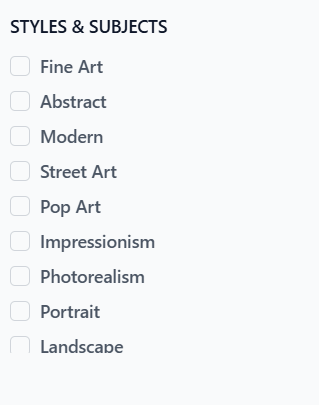 STYLES & SUBJECTS
Fine Art
Abstract
Modern
Street Art
Pop Art
Impressionism
Photorealism
Portrait
Landscape